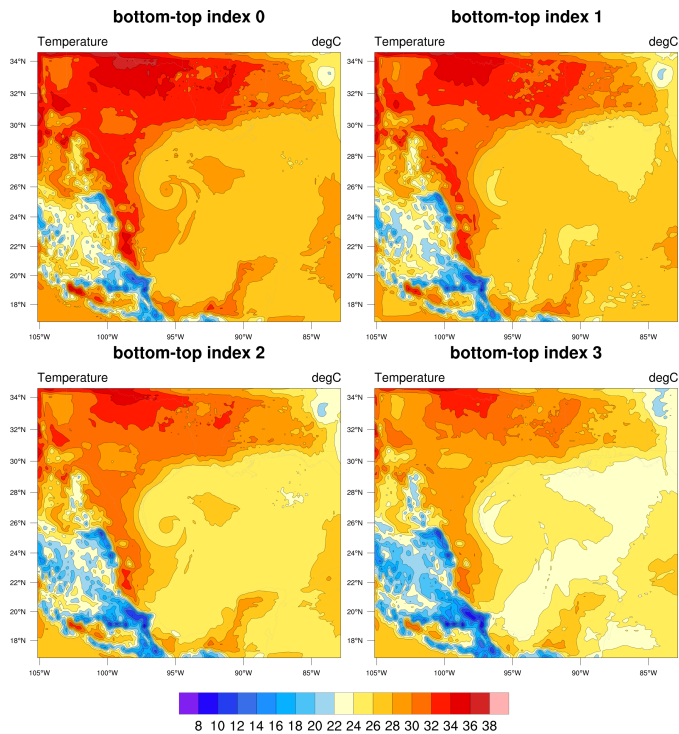 bottom-top index 0
bottom-top index 1
Temperature
degC
Temperature
degC
34°N
32°N
30°N
28°N
26°N
24°N
22°N
20°N
18°N
34°N
32°N
30°N
28°N
26°N
24°N
22°N
20°N
18°N
105°W
100°W
95°W
90°W
85°W
105°W
100°W
95°W
90°W
85°W
bottom-top index 2
bottom-top index 3
Temperature
degC
Temperature
degC
34°N
32°N
30°N
28°N
26°N
24°N
22°N
20°N
18°N
34°N
32°N
30°N
28°N
26°N
24°N
22°N
20°N
18°N
105°W
100°W
95°W
90°W
85°W
105°W
100°W
95°W
90°W
85°W
8 10 12 14 16 18 20 22 24 26 28 30 32 34 36 38